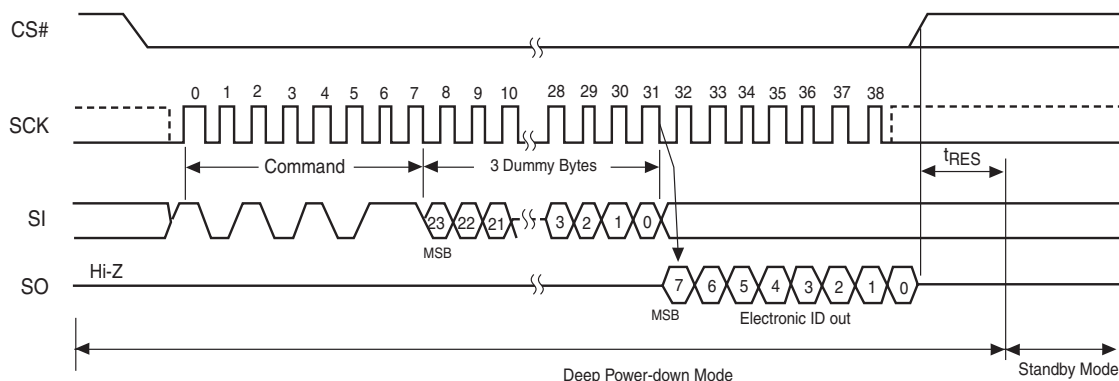 CS#
SCK
0 1 2 3 4 5 6 7 8 9 10 28 29 30 31 32 33 34 35 36 37 38
Command
3 Dummy Bytes
tRES
SI
23 22 21 3 2 1 0
MSB
SO
Hi-Z
7 6 5 4 3 2 1 0
MSB
Electronic ID out
Deep Power-down Mode
Standby Mode